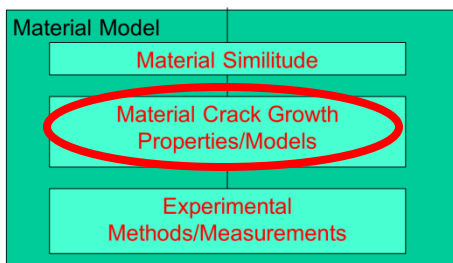 Material Model
Material Similitude
Material Crack Growth
Properties/Models
Experimental
Methods/Measurements